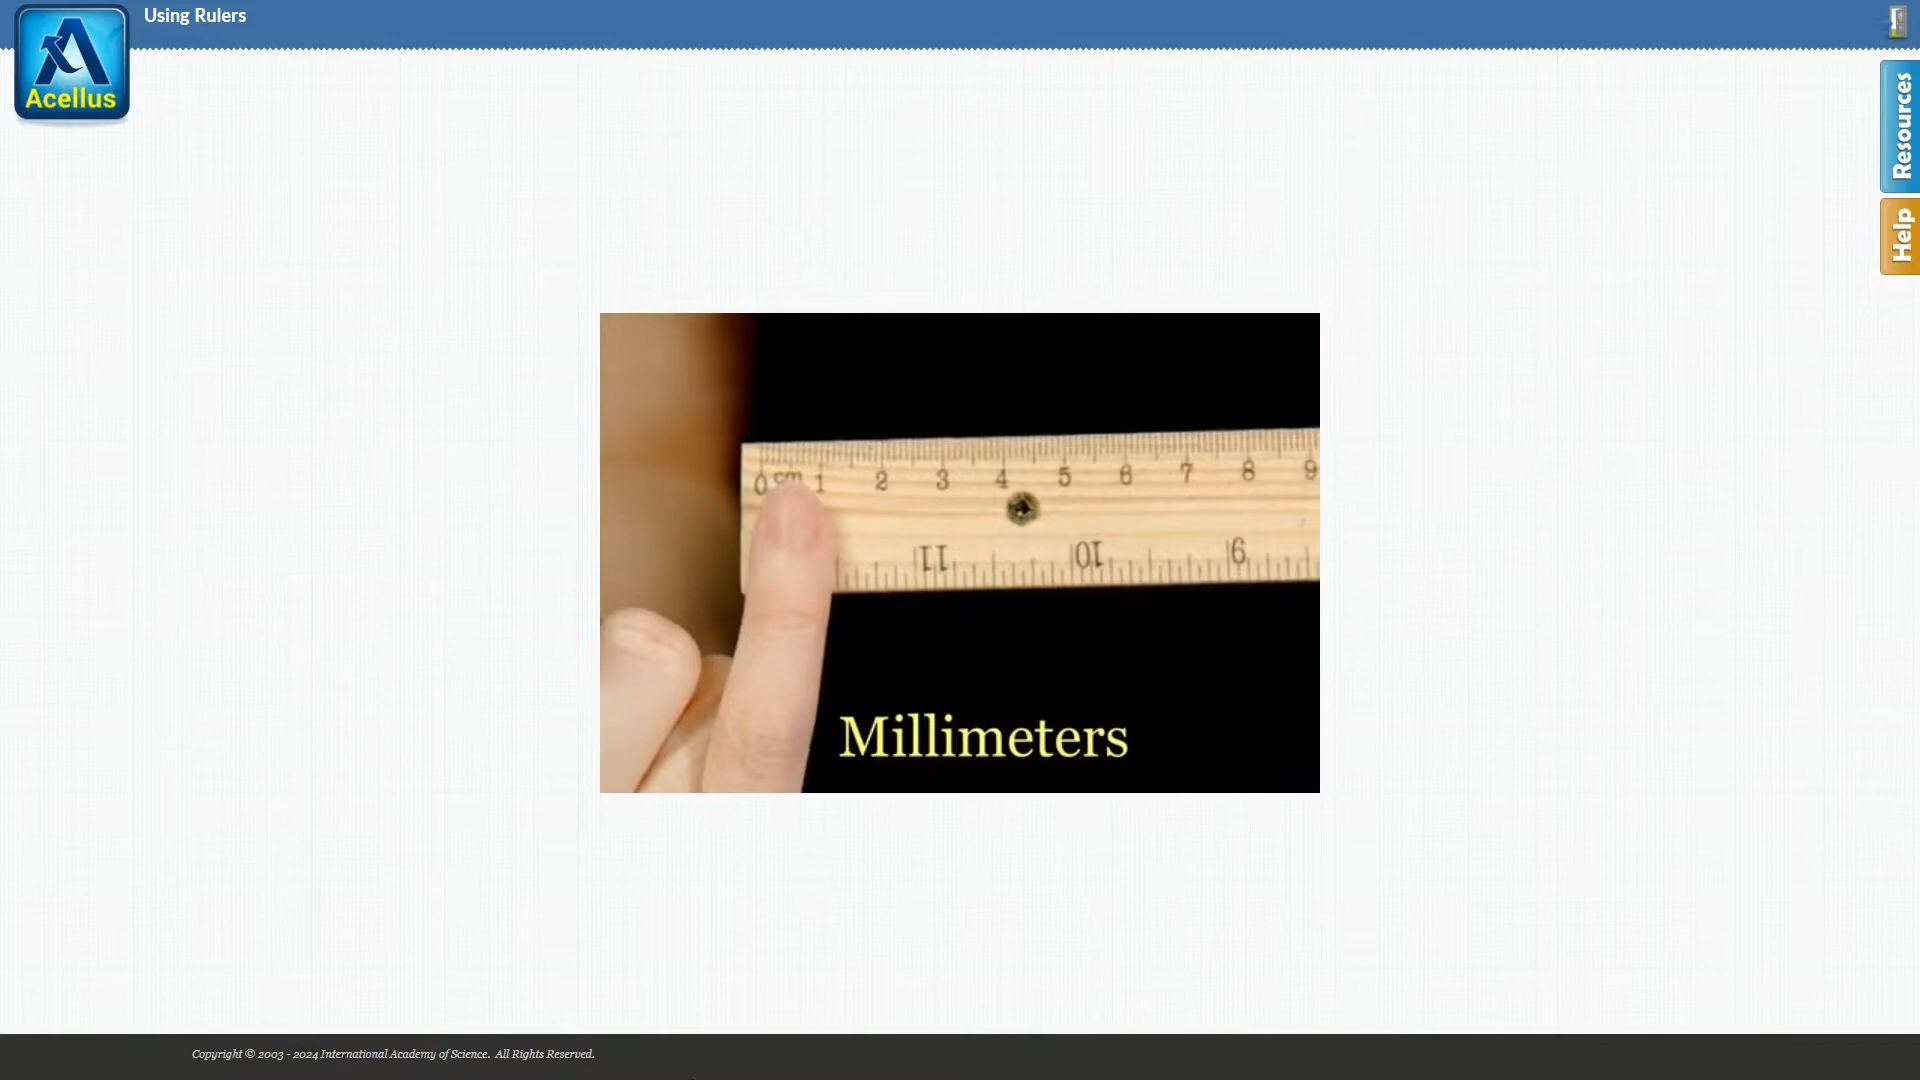 Using Rulers
Acellus
Resources
Help
0 cm 1 2 3 4 5 6 7 8 9
11 10 9
Millimeters
Copyright © 2003 - 2024 International Academy of Science. All Rights Reserved.